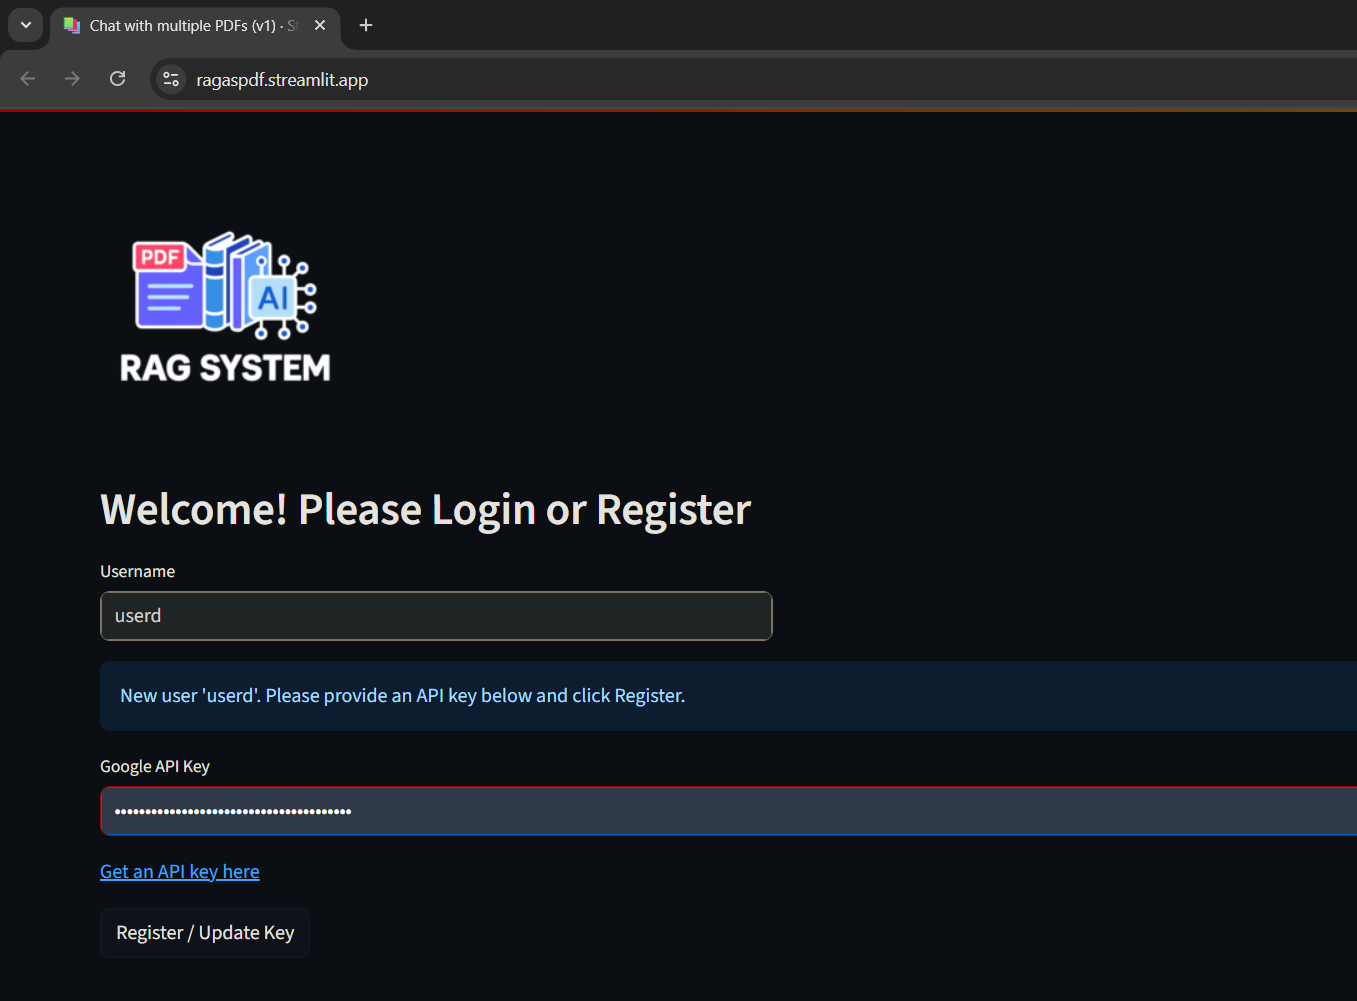 Chat with multiple PDFs (v1) · St
ragaspdf.streamlit.app
PDF
AI
RAG SYSTEM
Welcome! Please Login or Register
Username
userd
New user 'userd'. Please provide an API key below and click Register.
Google API Key
Get an API key here
Register / Update Key